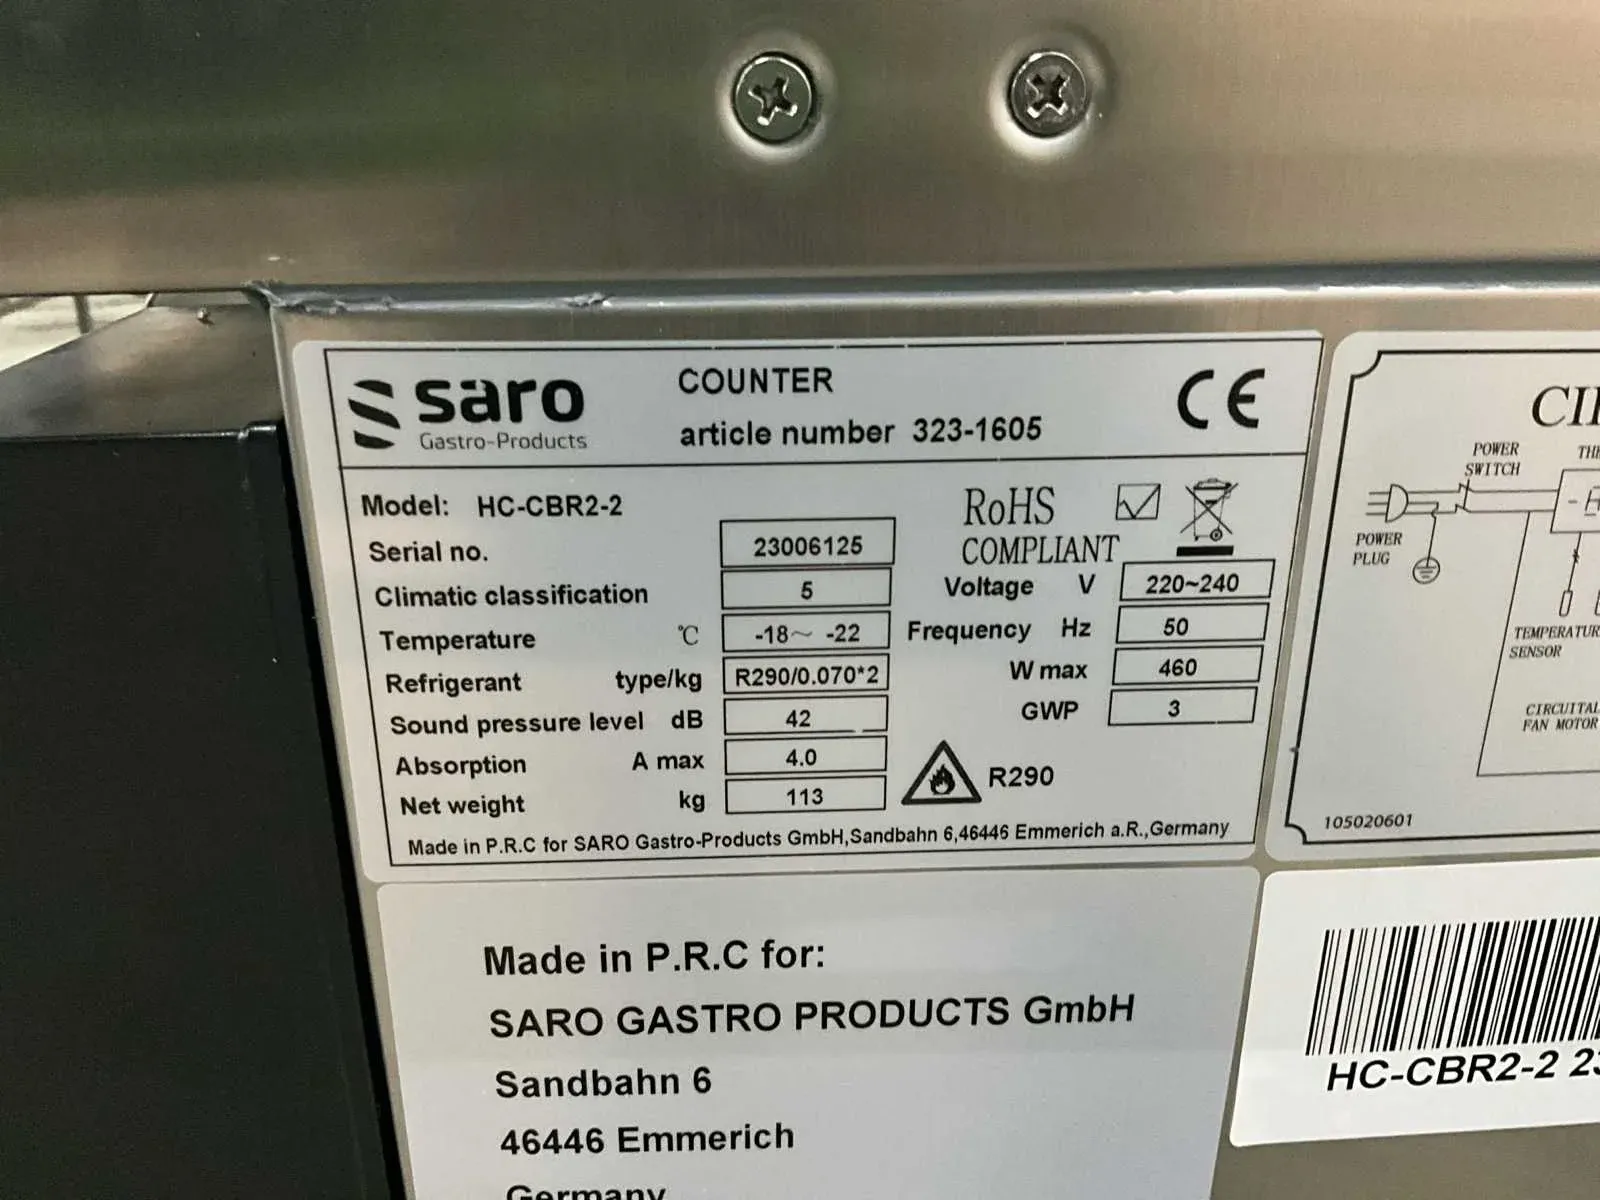 saro
Gastro-Products
COUNTER
article number 323-1605
CE
Model: HC-CBR2-2
RoHS
COMPLIANT
Serial no. 23006125
Climatic classification 5
Temperature °C -18~ -22
Refrigerant type/kg R290/0.070*2
Sound pressure level dB 42
Absorption A max 4.0
Net weight kg 113
Voltage V 220~240
Frequency Hz 50
W max 460
GWP 3
R290
Made in P.R.C for SARO Gastro-Products GmbH,Sandbahn 6,46446 Emmerich a.R.,Germany
POWER
SWITCH
POWER
PLUG
SENSOR
FAN MOTOR
105020601
Made in P.R.C for:
SARO GASTRO PRODUCTS GmbH
Sandbahn 6
46446 Emmerich
Germany
HC-CBR2-2